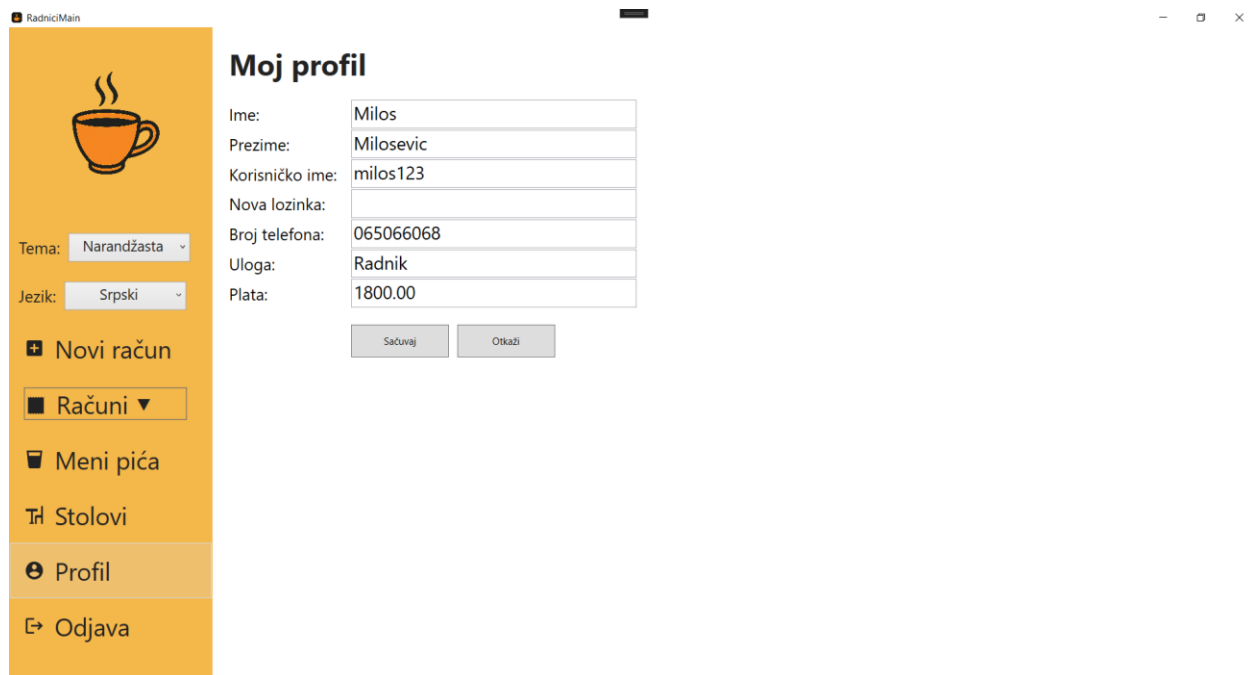 RadniciMain
Tema: Narandžasta
Jezik: Srpski
Novi račun
Računi ▼
Meni pića
Stolovi
Profil
Odjava
Moj profil
Ime: Milos
Prezime: Milosevic
Korisničko ime: milos123
Nova lozinka:
Broj telefona: 065066068
Uloga: Radnik
Plata: 1800.00
Sačuvaj Otkaži